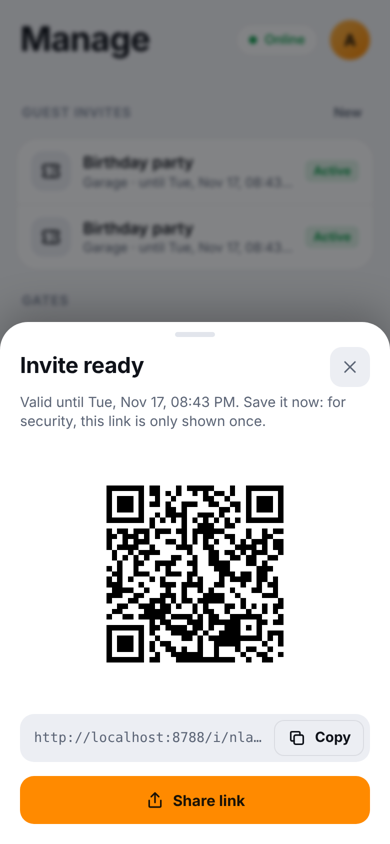 Manage
Online
A
GUEST INVITES
New
Birthday party
Garage · until Tue, Nov 17, 08:43...
Active
Birthday party
Garage · until Tue, Nov 17, 08:43...
Active
GATES
Invite ready
Valid until Tue, Nov 17, 08:43 PM. Save it now: for
security, this link is only shown once.
http://localhost:8788/i/nla…
Copy
Share link